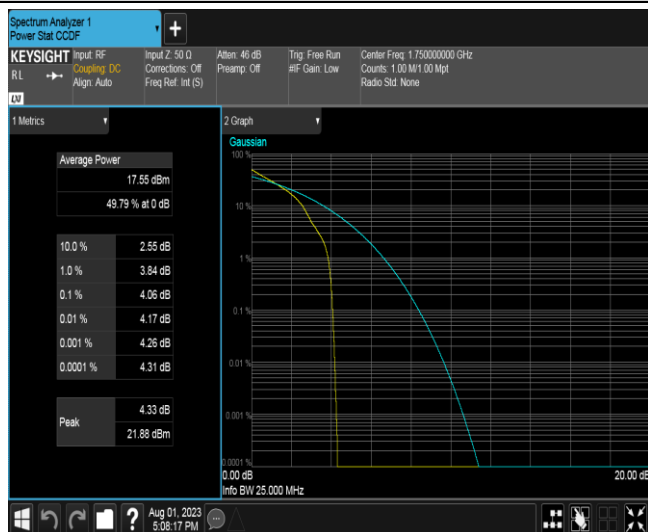 Spectrum Analyzer 1
Power Stat CCDF
+
KEYSIGHT
RL
LXI
Input: RF
Coupling: DC
Align: Auto
Input Z: 50 Ω
Corrections: Off
Freq Ref: Int (S)
Atten: 46 dB
Preamp: Off
Trig: Free Run
#IF Gain: Low
Center Freq: 1.750000000 GHz
Counts: 1.00 M/1.00 Mpt
Radio Std: None
1 Metrics
Average Power
17.55 dBm
49.79 % at 0 dB
10.0 % 2.55 dB
1.0 % 3.84 dB
0.1 % 4.06 dB
0.01 % 4.17 dB
0.001 % 4.26 dB
0.0001 % 4.31 dB
Peak
4.33 dB
21.88 dBm
2 Graph
Gaussian
100 %
10 %
1 %
0.1 %
0.01 %
0.001 %
0.0001 %
0.00 dB 20.00 dB
Info BW 25.000 MHz
?
Aug 01, 2023
5:08:17 PM